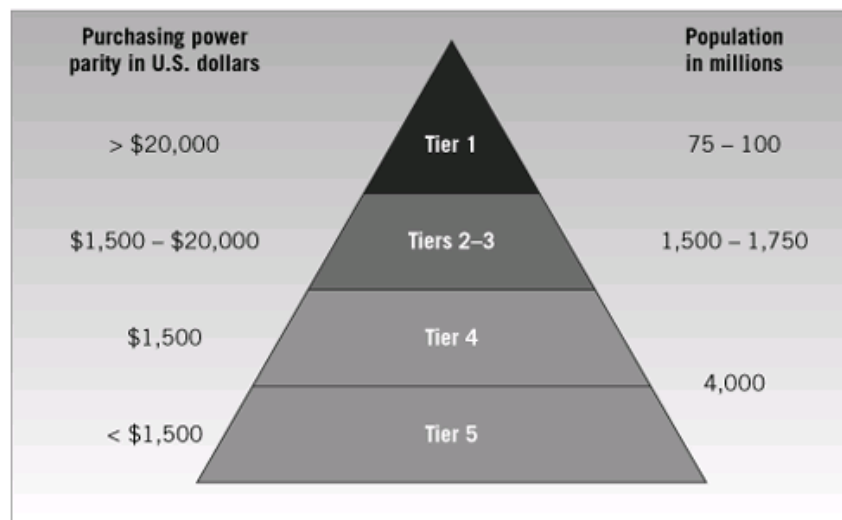 Purchasing power
parity in U.S. dollars
Population
in millions
> $20,000
Tier 1
75 – 100
$1,500 – $20,000
Tiers 2–3
1,500 – 1,750
$1,500
Tier 4
4,000
< $1,500
Tier 5